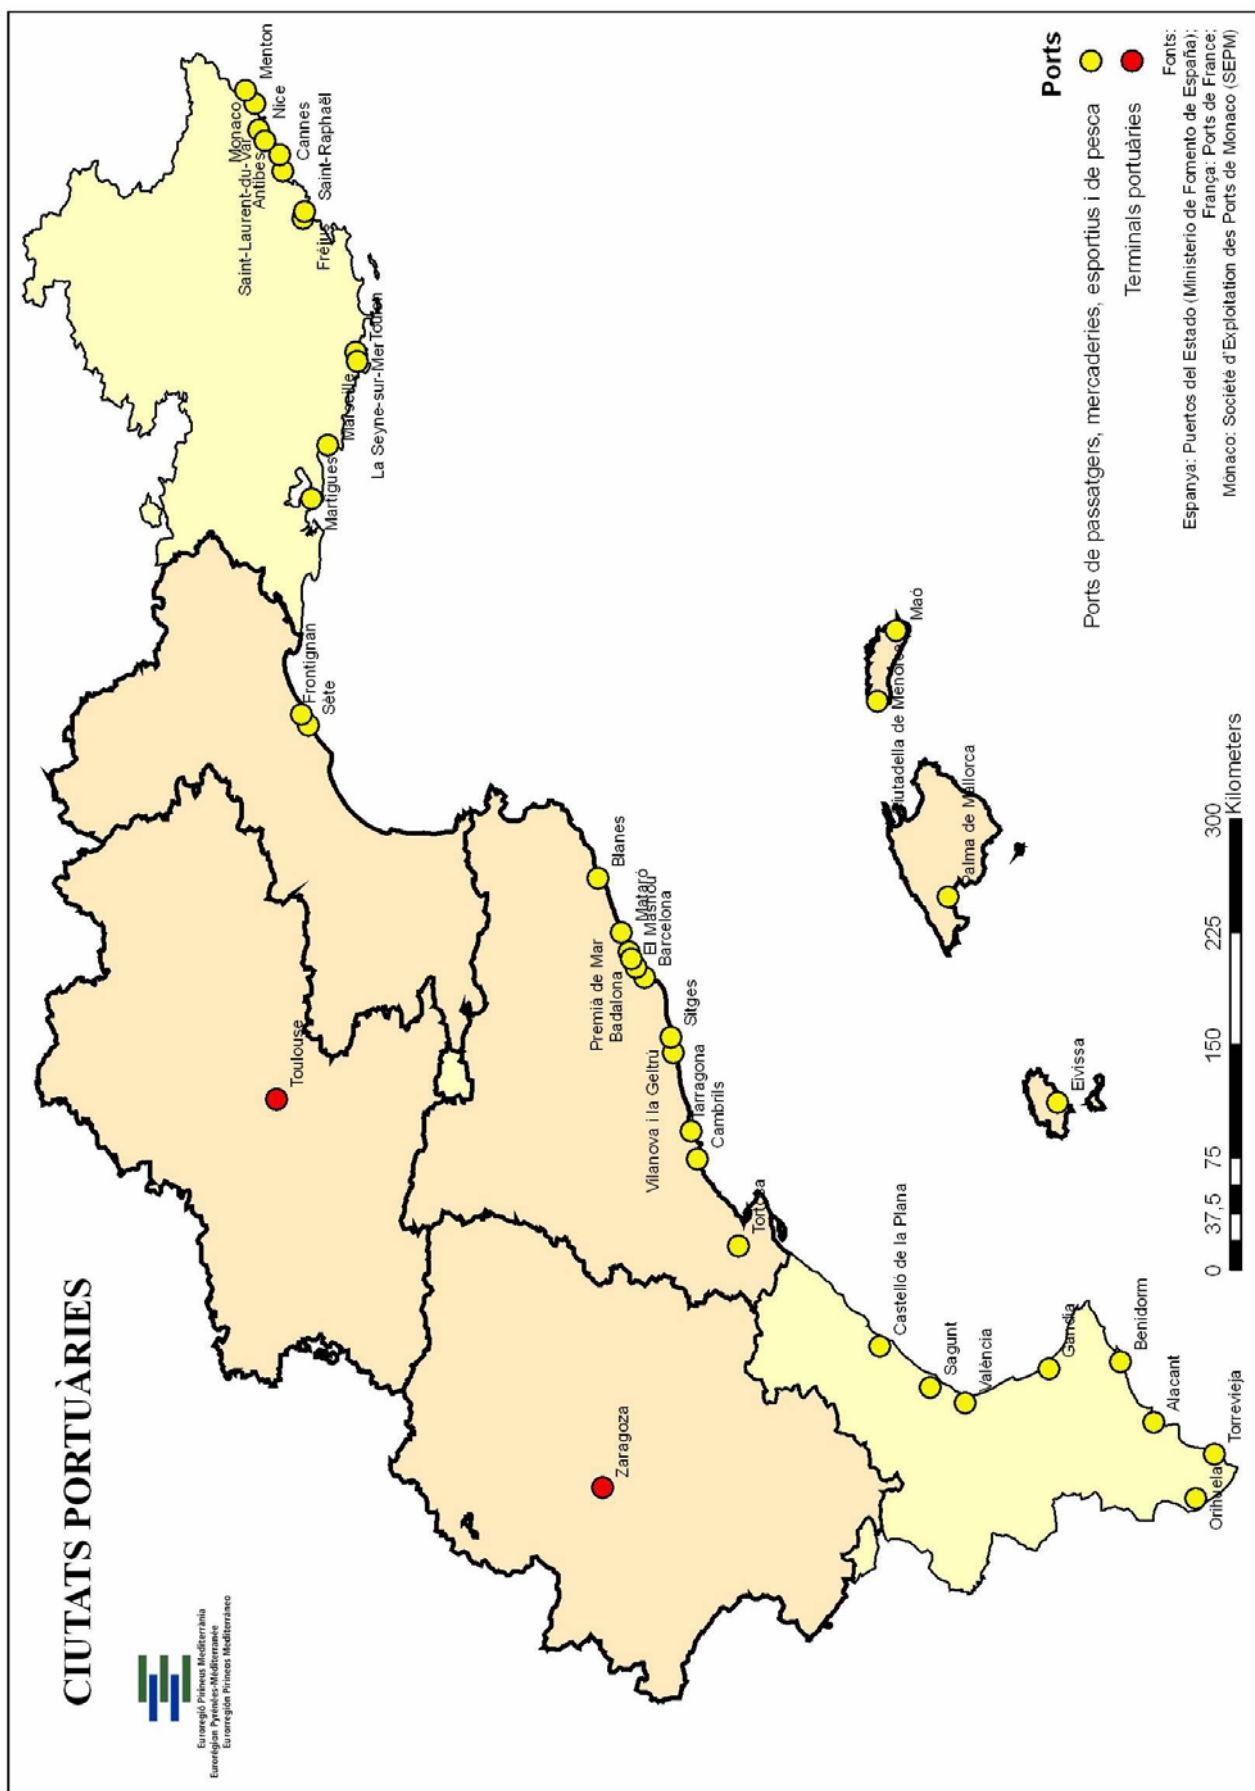 CIUTATS PORTUÀRIES
Euroregió Pirineus Mediterrània
Eurorégion Pyrénées-Méditerranée
Eurorregión Pirineos Mediterráneo
Monaco
Menton
Saint-Laurent-du-Var
Nice
Antibes
Cannes
Saint-Raphaël
Fréjus
Toulon
La Seyne-sur-Mer
Marseille
Martigues
Frontignan
Sète
Toulouse
Zaragoza
Blanes
Mataró
Premià de Mar
El Masnou
Badalona
Barcelona
Sitges
Vilanova i la Geltrú
Tarragona
Cambrils
Tortosa
Castelló de la Plana
Sagunt
València
Gandia
Benidorm
Alacant
Torrevieja
Orihuela
Maó
Ciutadella de Menorca
Palma de Mallorca
Eivissa
0 37,5 75 150 225 300
Kilometers
Ports
Ports de passatgers, mercaderies, esportius i de pesca
Terminals portuàries
Fonts:
Espanya: Puertos del Estado (Ministerio de Fomento de España);
França: Ports de France;
Mònaco: Société d'Exploitation des Ports de Monaco (SEPM)